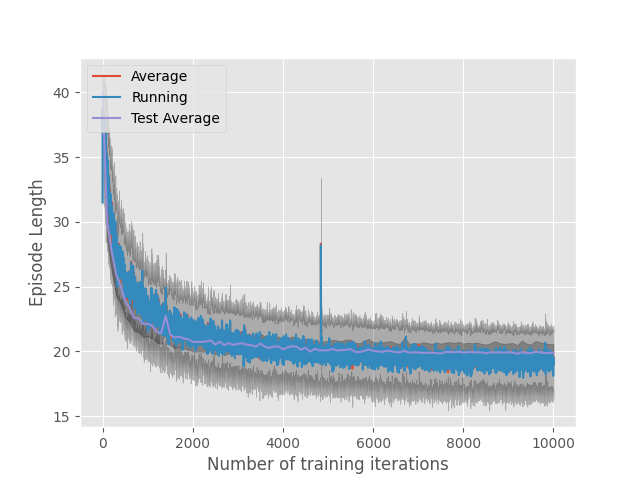 Average
Running
Test Average
40
35
30
25
20
15
Episode Length
0
2000
4000
6000
8000
10000
Number of training iterations